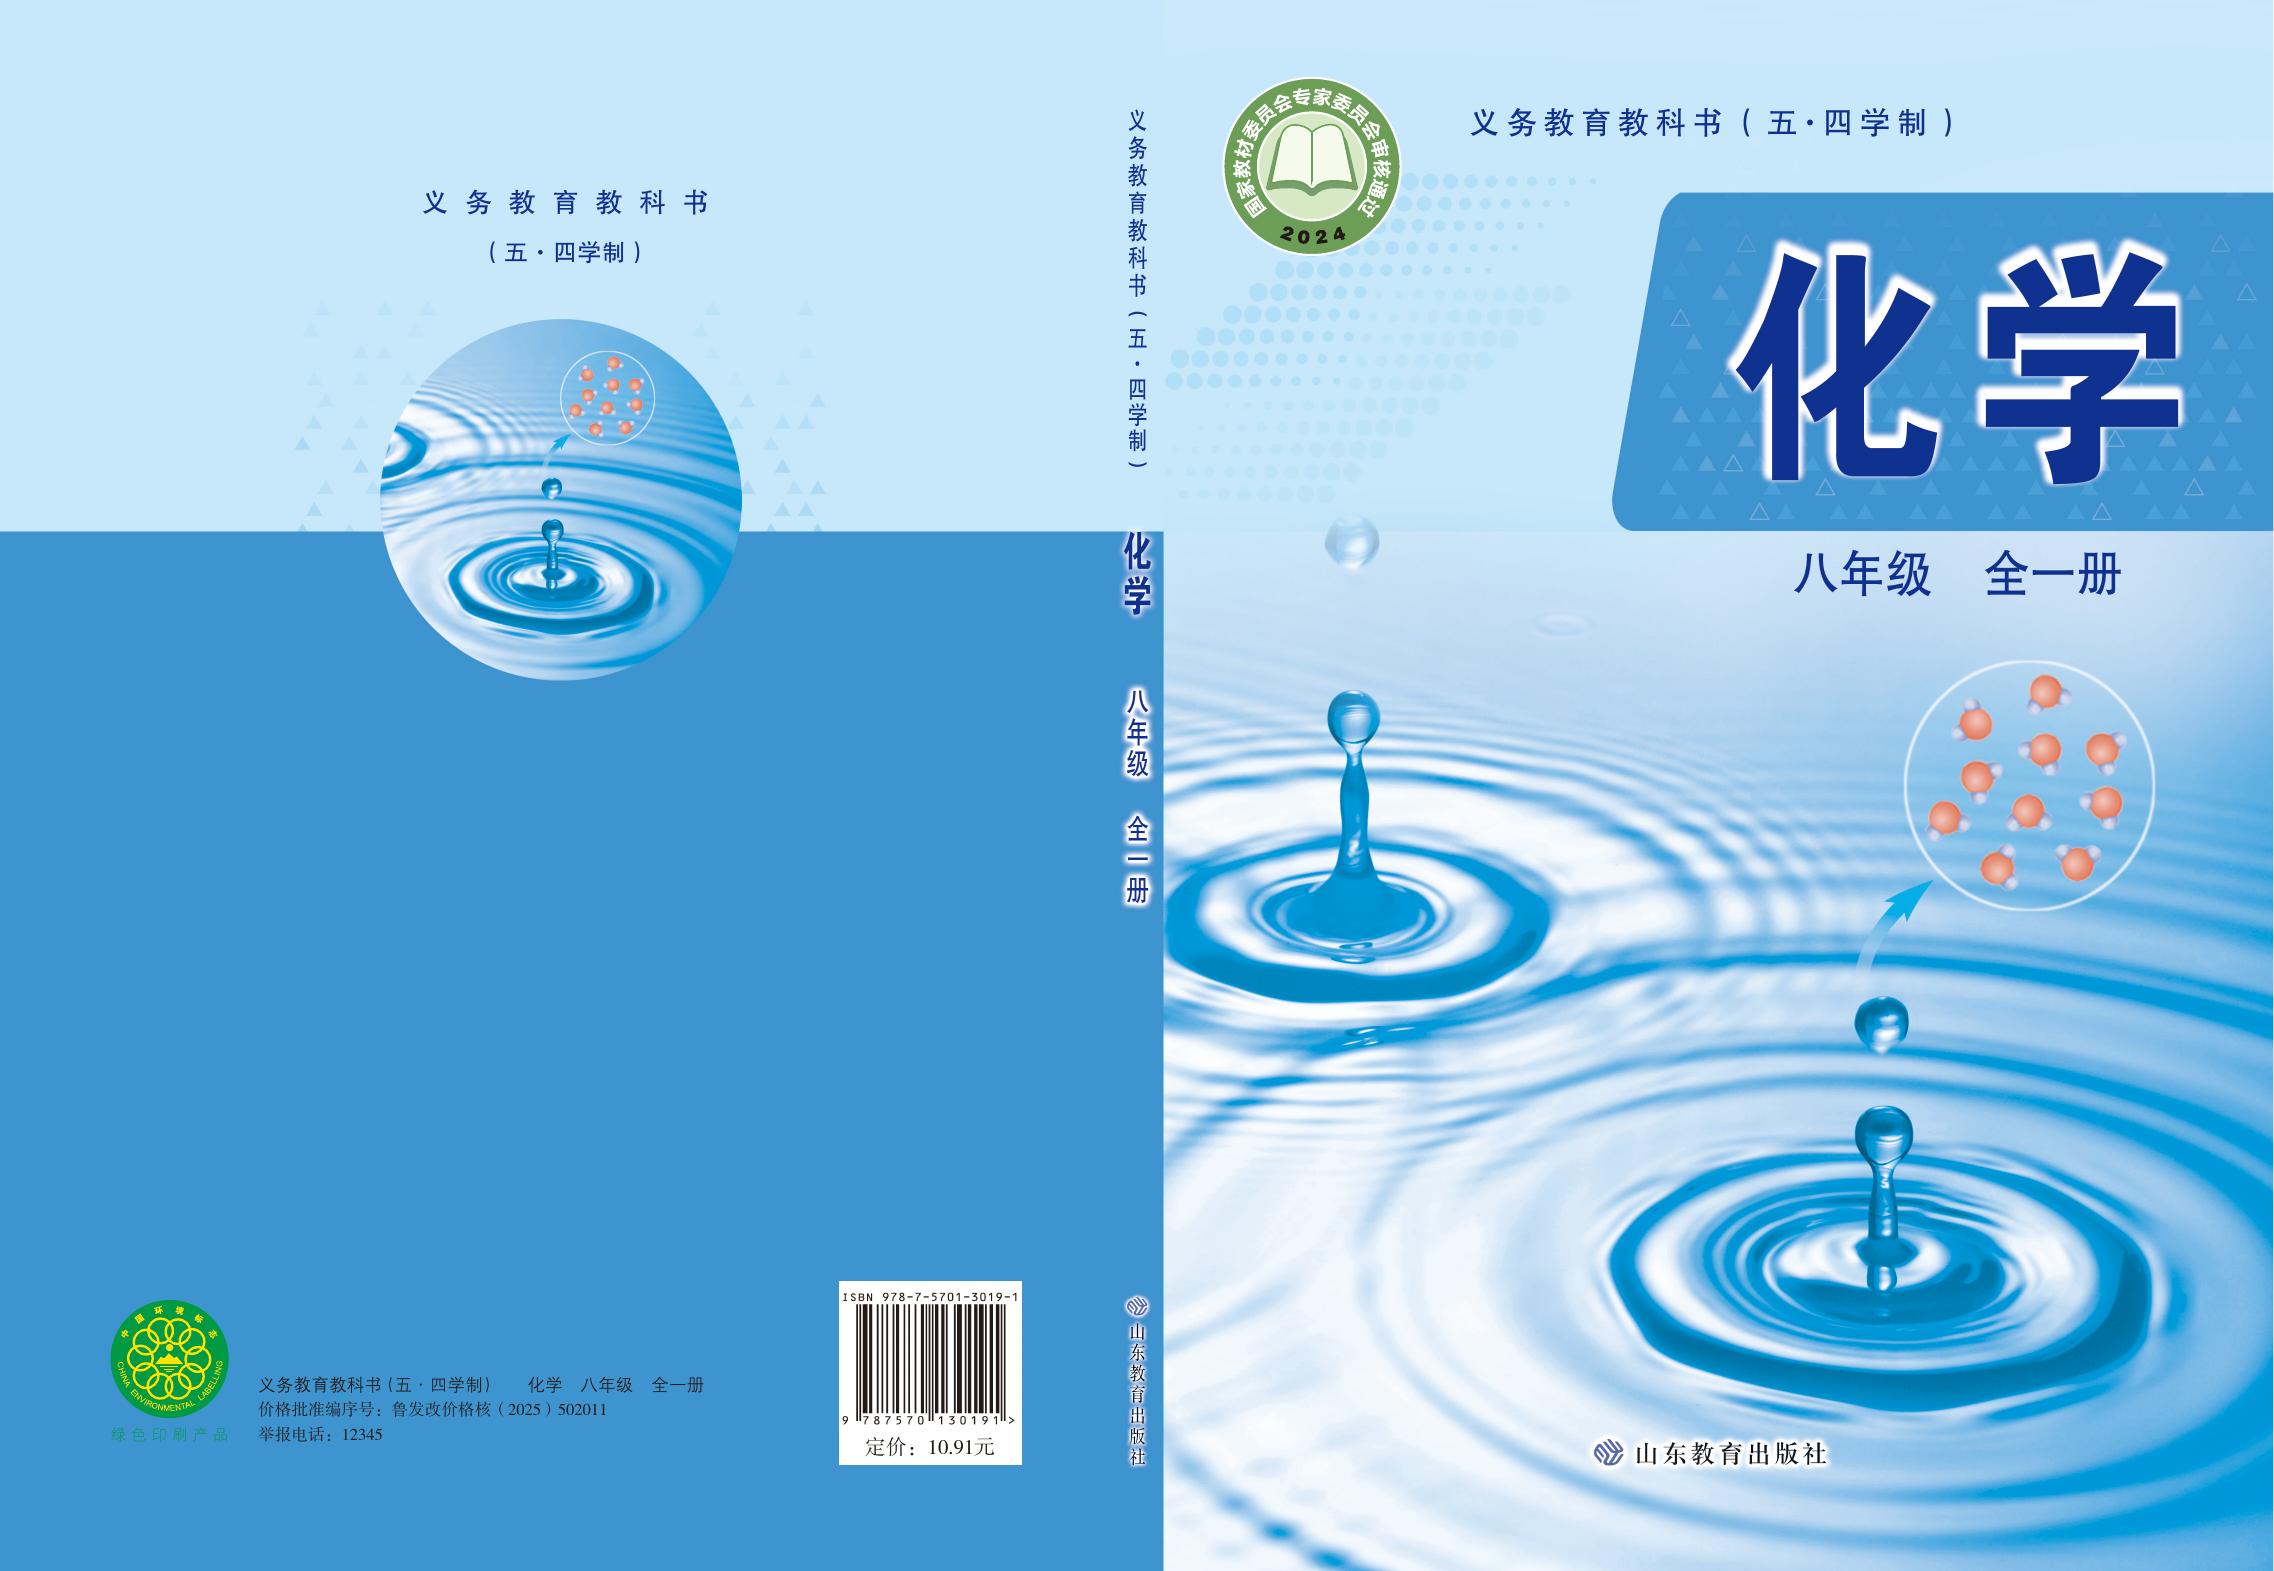 义务教育教科书
（五·四学制）
中国环境标志
CHINA ENVIRONMENTAL LABELLING
绿色印刷产品
义务教育教科书（五·四学制） 化学 八年级 全一册
价格批准编序号：鲁发改价格核（2025）502011
举报电话：12345
ISBN 978-7-5701-3019-1
9 787570 130191 >
定价：10.91元
义务教育教科书（五·四学制） 化学 八年级 全一册 山东教育出版社
国家教材委员会专家委员会审核通过
2024
义务教育教科书（五·四学制）
化学
八年级 全一册
山东教育出版社